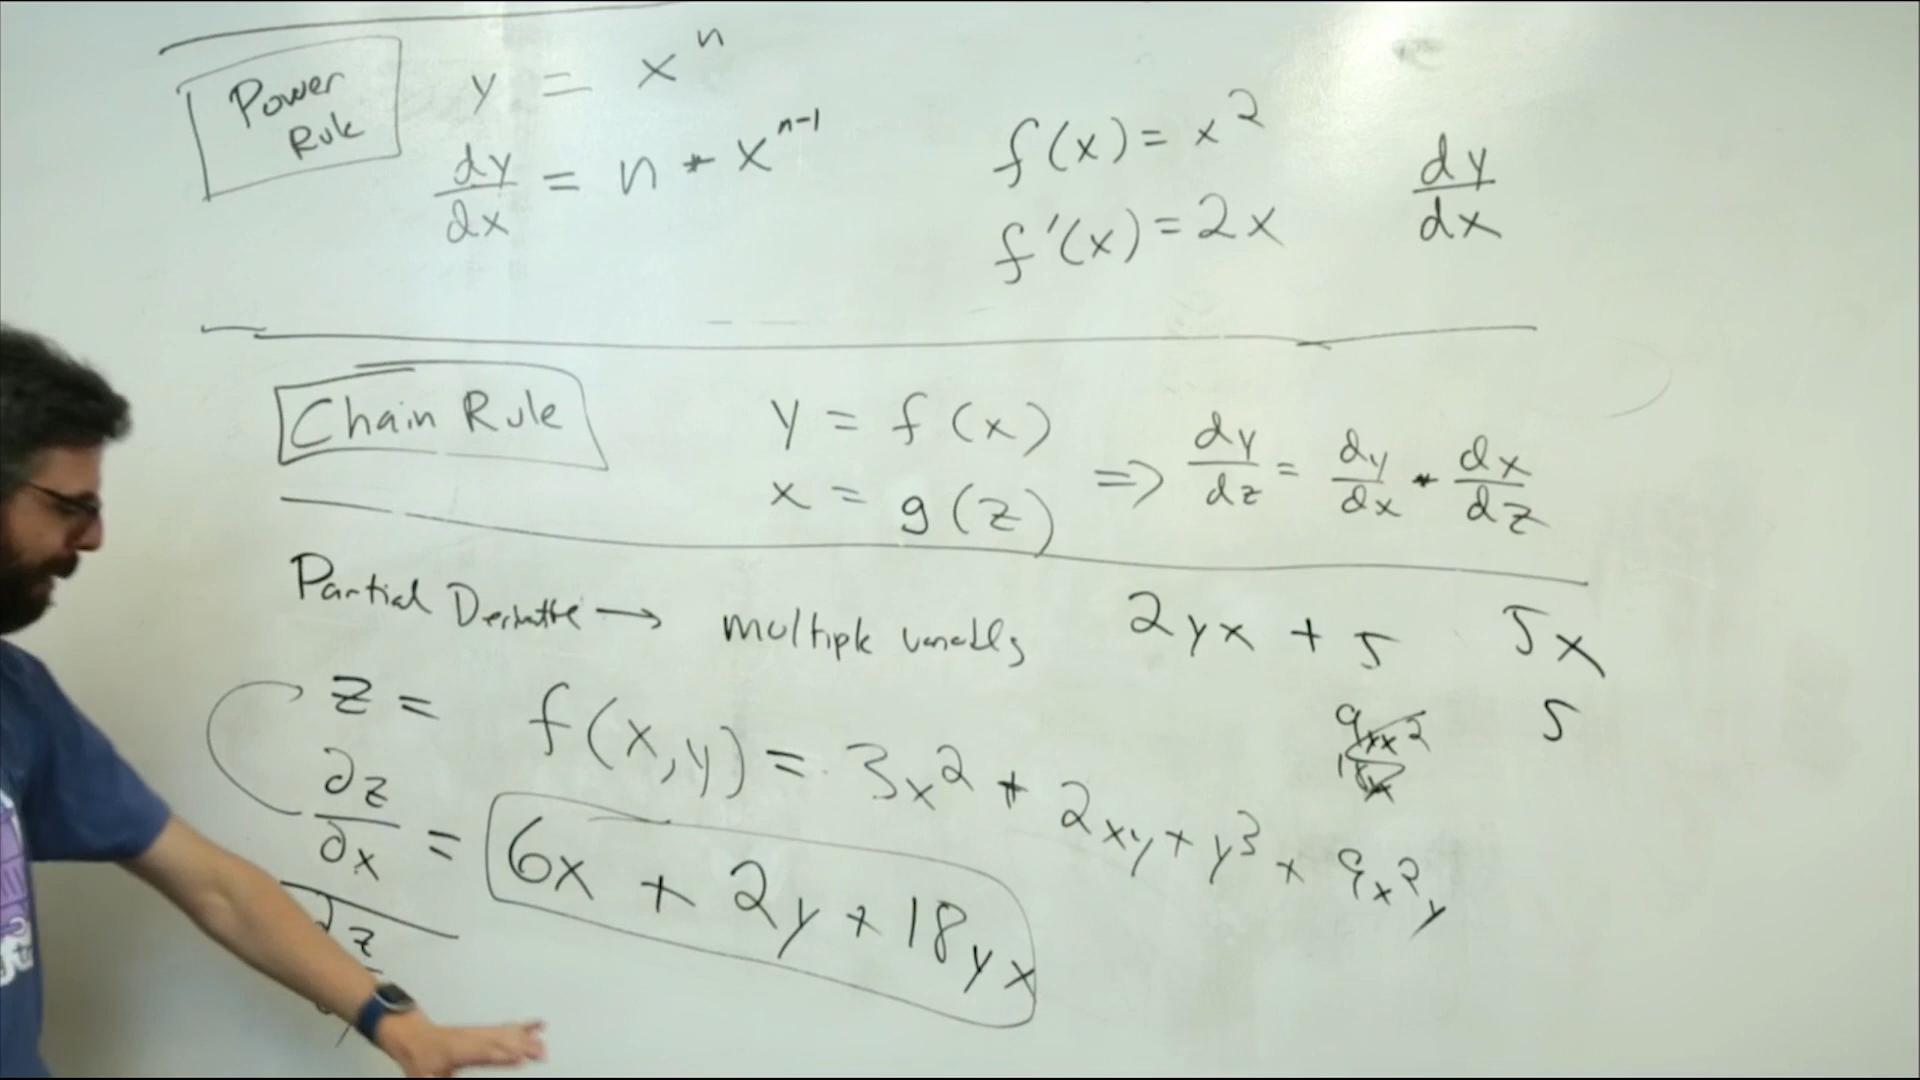 Power Rule
y = x^n
dy/dx = n * x^(n-1)
f(x) = x^2
f'(x) = 2x
dy/dx
Chain Rule
y = f(x)
x = g(z)
=> dy/dz = dy/dx * dx/dz
Partial Derivative → multiple variables
2yx + 5
5x
5
z = f(x,y) = 3x^2 + 2xy + y^3 + 9x^2y
∂z/∂x = 6x + 2y + 18yx
∂z